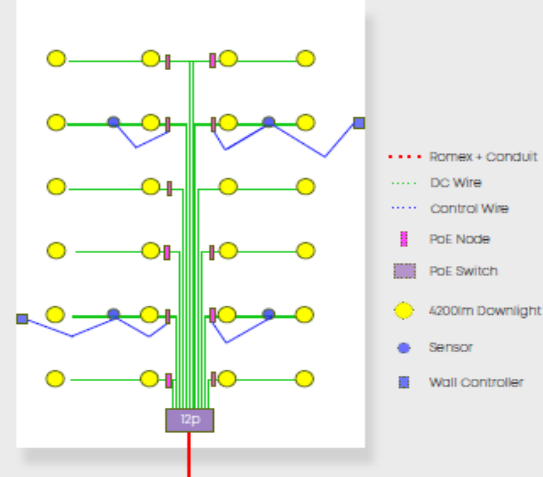 Romex + Conduit
DC Wire
Control Wire
PoE Node
PoE Switch
4200lm Downlight
Sensor
Wall Controller
12p